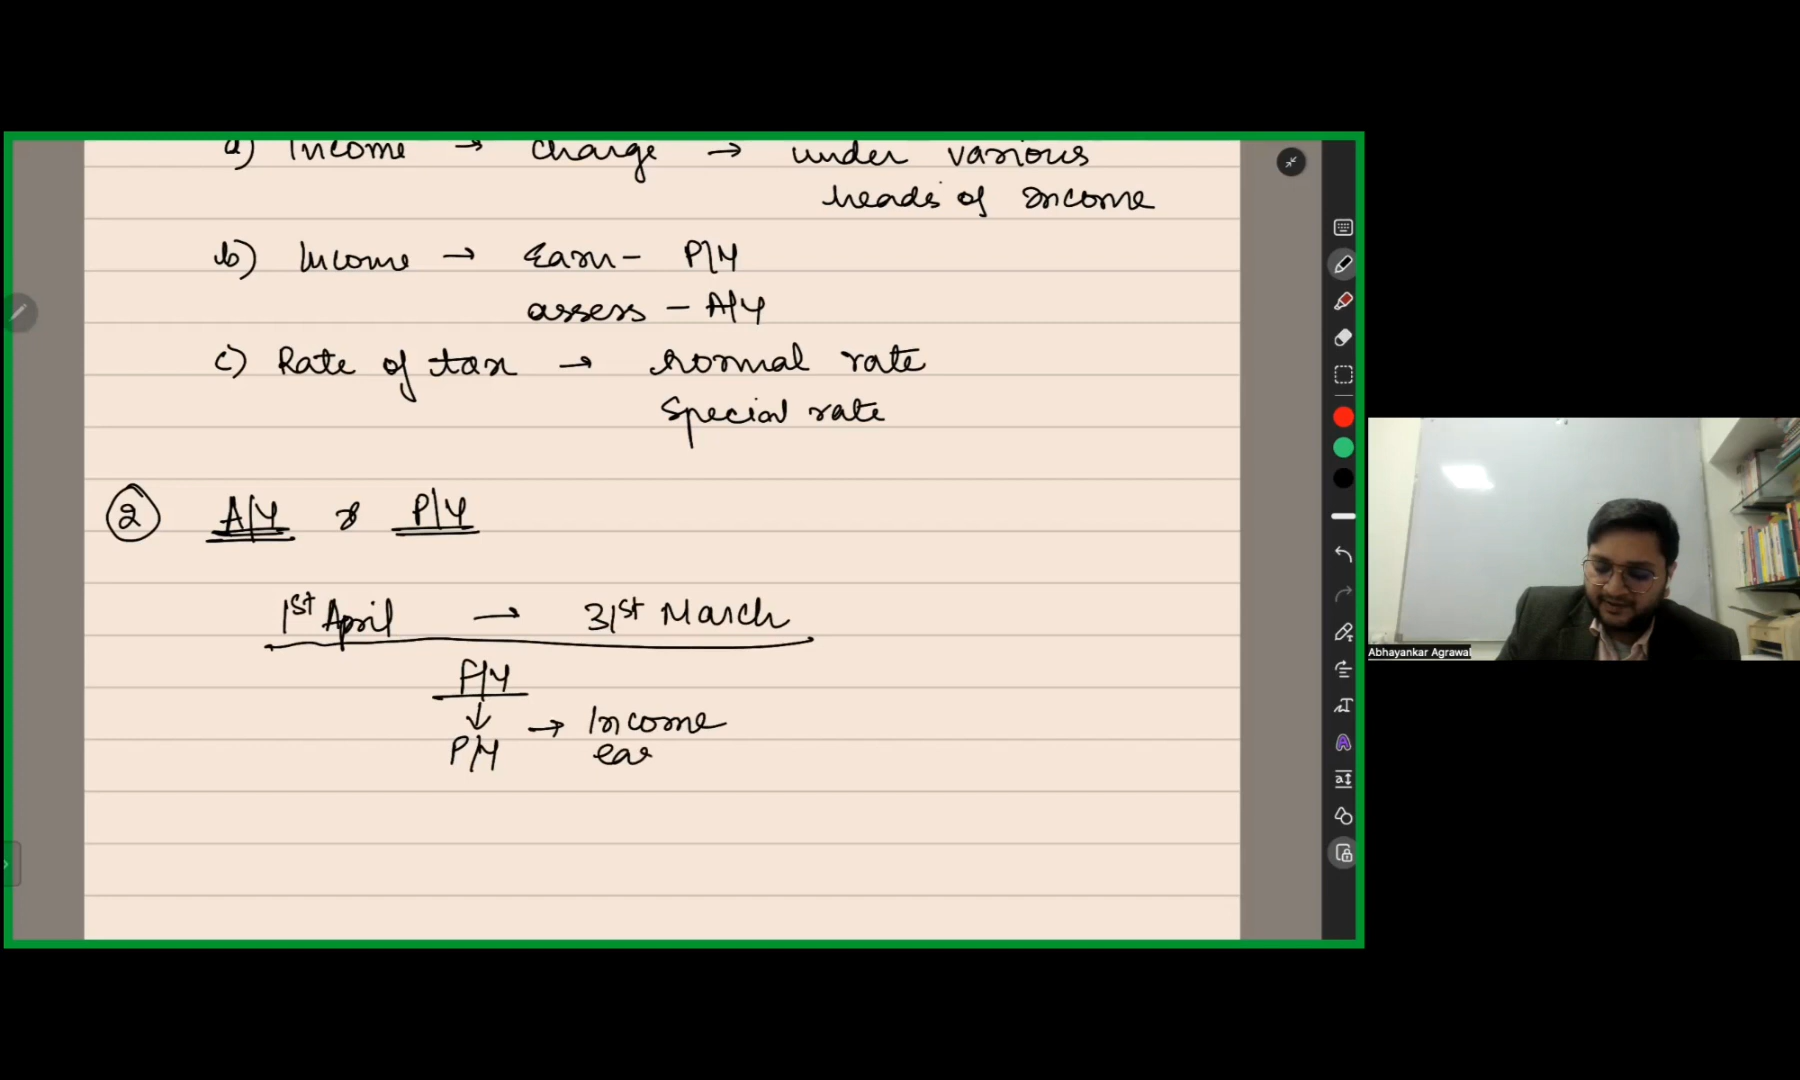 a) Income → charge → under various
heads of Income
b) Income → Earn - P/Y
assess - A/Y
c) Rate of tax → Normal rate
Special rate
② A/Y & P/Y
1st April → 31st March
F/Y
↓
P/Y → Income
ear
Abhayankar Agrawal